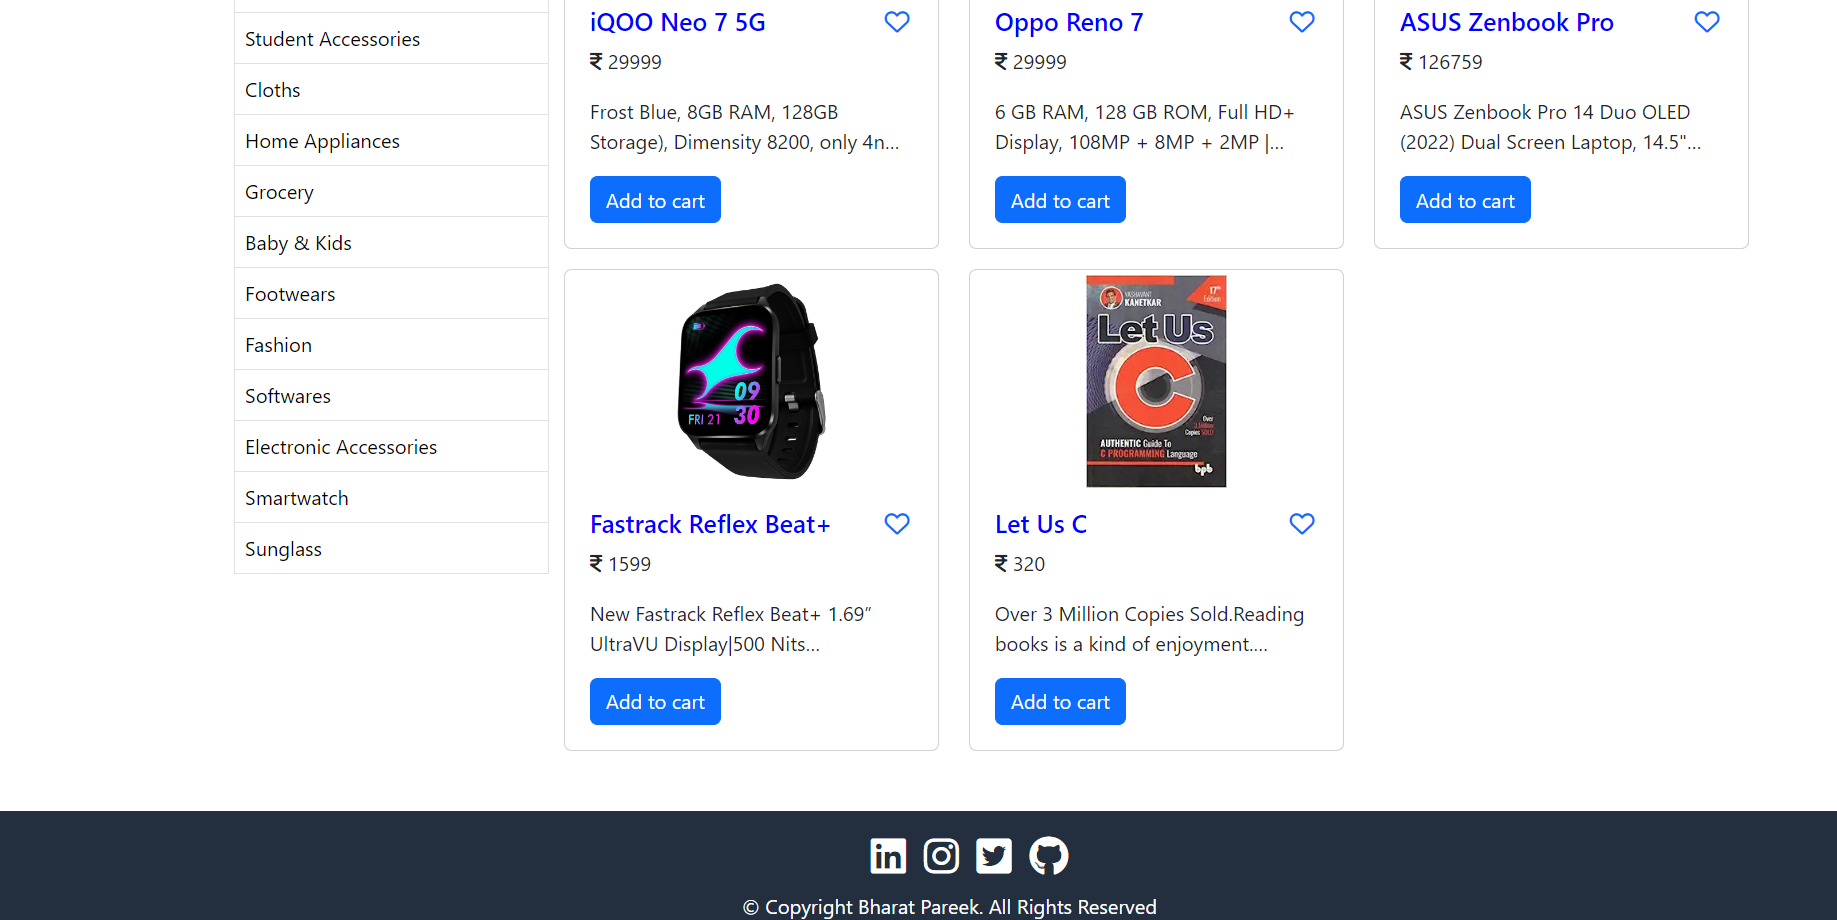 Student Accessories
Cloths
Home Appliances
Grocery
Baby & Kids
Footwears
Fashion
Softwares
Electronic Accessories
Smartwatch
Sunglass
iQOO Neo 7 5G
₹ 29999
Frost Blue, 8GB RAM, 128GB
Storage), Dimensity 8200, only 4n...
Add to cart
Oppo Reno 7
₹ 29999
6 GB RAM, 128 GB ROM, Full HD+
Display, 108MP + 8MP + 2MP |...
Add to cart
ASUS Zenbook Pro
₹ 126759
ASUS Zenbook Pro 14 Duo OLED
(2022) Dual Screen Laptop, 14.5"...
Add to cart
09
FRI 21 30
Fastrack Reflex Beat+
₹ 1599
New Fastrack Reflex Beat+ 1.69”
UltraVU Display|500 Nits...
Add to cart
YASHAVANT
KANETKAR
17th
Edition
Let Us
C
Over
3 Million
Copies SOLD
AUTHENTIC Guide To
C PROGRAMMING Language
bpb
Let Us C
₹ 320
Over 3 Million Copies Sold.Reading
books is a kind of enjoyment....
Add to cart
© Copyright Bharat Pareek. All Rights Reserved